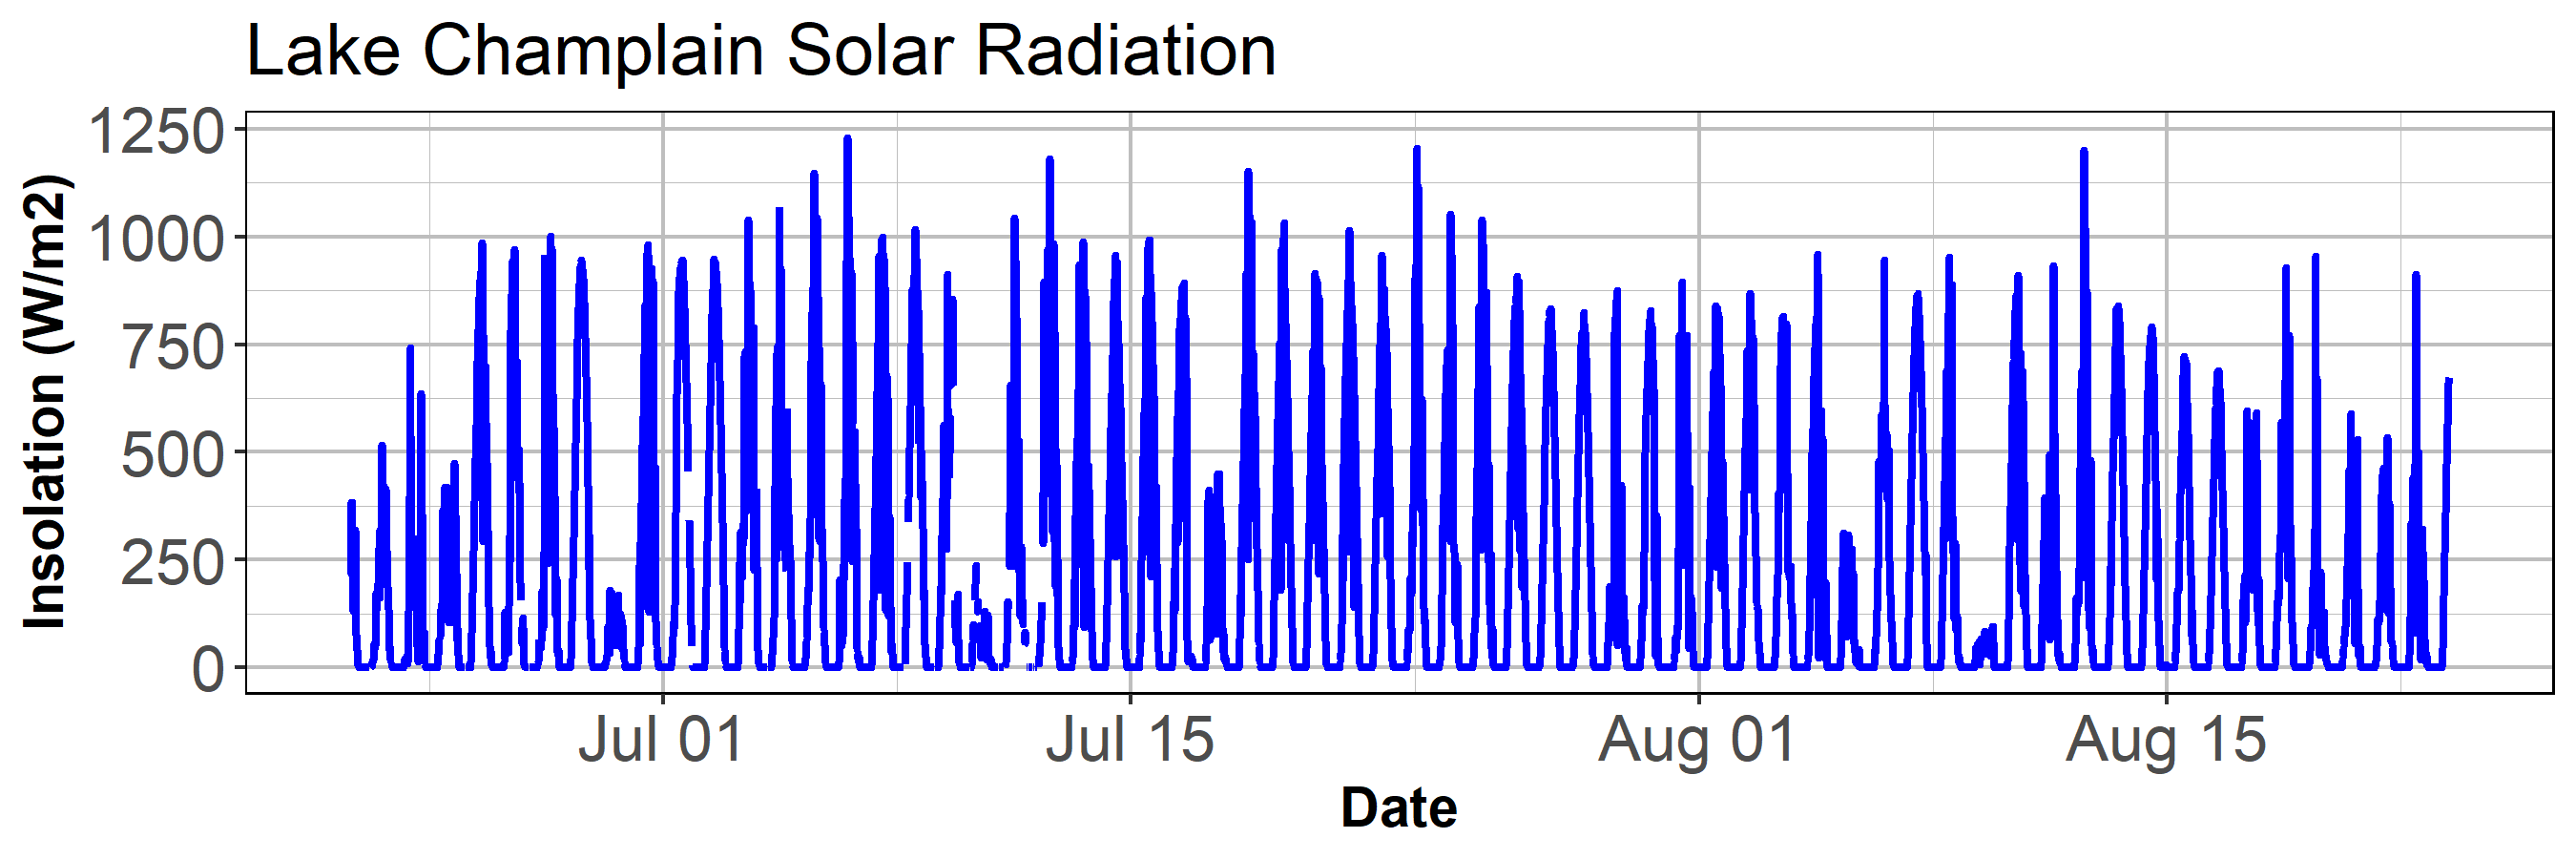 Lake Champlain Solar Radiation
1250
1000
750
500
250
0
Insolation (W/m2)
Jul 01
Jul 15
Aug 01
Aug 15
Date